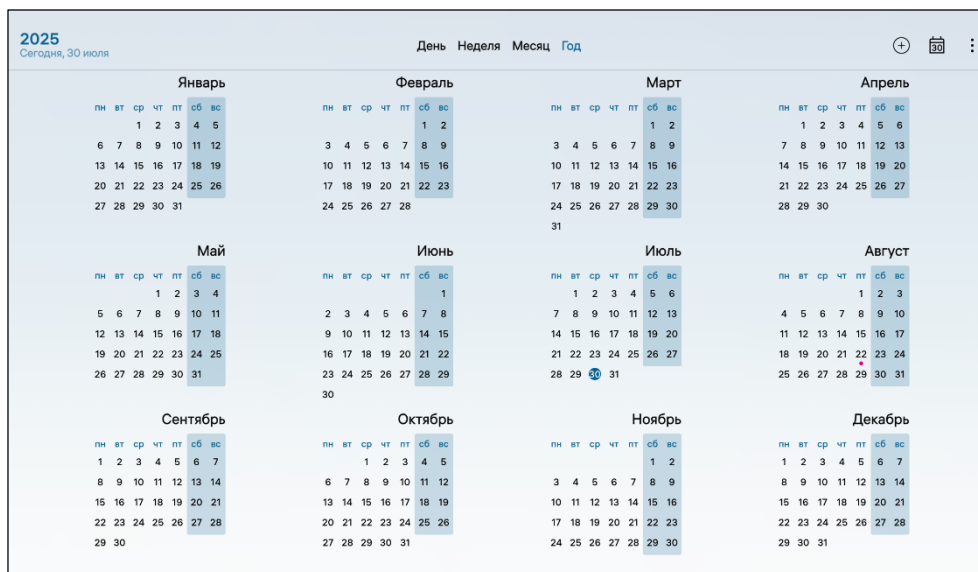 2025
Сегодня, 30 июля
День Неделя Месяц Год
30
Январь Февраль Март Апрель
пн вт ср чт пт сб вс пн вт ср чт пт сб вс пн вт ср чт пт сб вс пн вт ср чт пт сб вс
1 2 3 4 5 1 2 1 2 1 2 3 4 5 6
6 7 8 9 10 11 12 3 4 5 6 7 8 9 3 4 5 6 7 8 9 7 8 9 10 11 12 13
13 14 15 16 17 18 19 10 11 12 13 14 15 16 10 11 12 13 14 15 16 14 15 16 17 18 19 20
20 21 22 23 24 25 26 17 18 19 20 21 22 23 17 18 19 20 21 22 23 21 22 23 24 25 26 27
27 28 29 30 31 24 25 26 27 28 24 25 26 27 28 29 30 28 29 30
31
Май Июнь Июль Август
пн вт ср чт пт сб вс пн вт ср чт пт сб вс пн вт ср чт пт сб вс пн вт ср чт пт сб вс
1 2 3 4 1 1 2 3 4 5 6 1 2 3
5 6 7 8 9 10 11 2 3 4 5 6 7 8 7 8 9 10 11 12 13 4 5 6 7 8 9 10
12 13 14 15 16 17 18 9 10 11 12 13 14 15 14 15 16 17 18 19 20 11 12 13 14 15 16 17
19 20 21 22 23 24 25 16 17 18 19 20 21 22 21 22 23 24 25 26 27 18 19 20 21 22 23 24
26 27 28 29 30 31 23 24 25 26 27 28 29 28 29 30 31 25 26 27 28 29 30 31
30
Сентябрь Октябрь Ноябрь Декабрь
пн вт ср чт пт сб вс пн вт ср чт пт сб вс пн вт ср чт пт сб вс пн вт ср чт пт сб вс
1 2 3 4 5 6 7 1 2 3 4 5 1 2 1 2 3 4 5 6 7
8 9 10 11 12 13 14 6 7 8 9 10 11 12 3 4 5 6 7 8 9 8 9 10 11 12 13 14
15 16 17 18 19 20 21 13 14 15 16 17 18 19 10 11 12 13 14 15 16 15 16 17 18 19 20 21
22 23 24 25 26 27 28 20 21 22 23 24 25 26 17 18 19 20 21 22 23 22 23 24 25 26 27 28
29 30 27 28 29 30 31 24 25 26 27 28 29 30 29 30 31